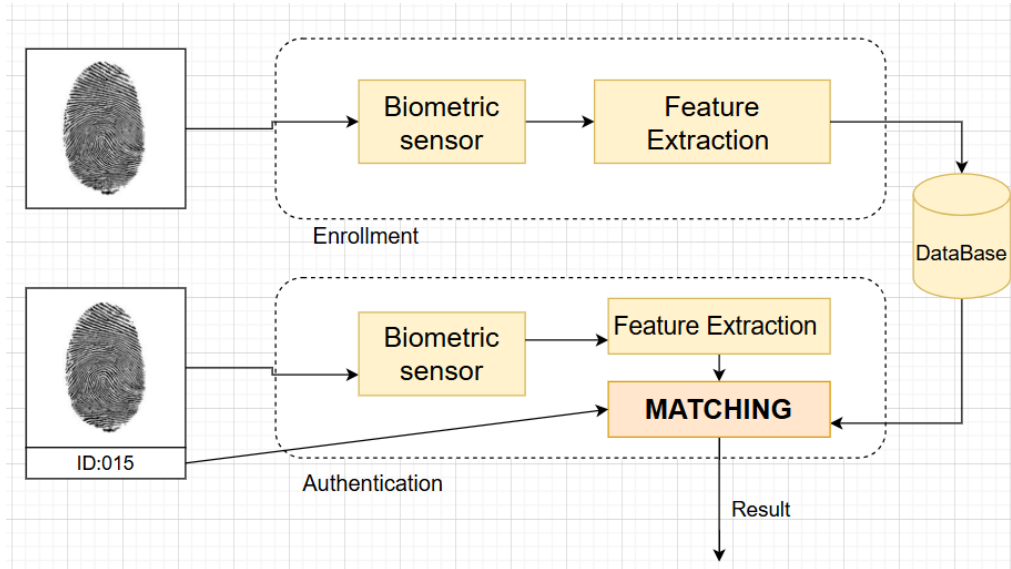 Biometric
sensor
Feature
Extraction
Enrollment
DataBase
Biometric
sensor
Feature Extraction
MATCHING
ID:015
Authentication
Result